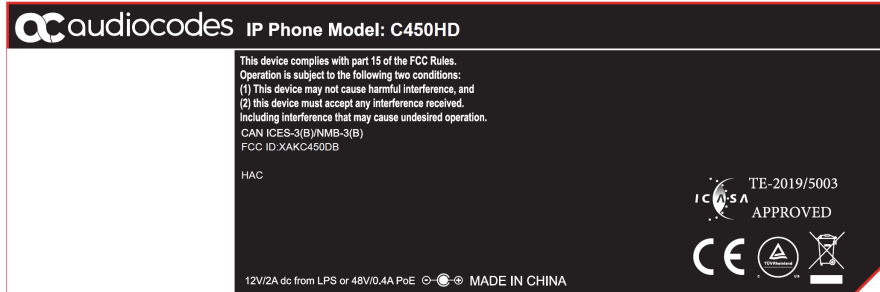 audiocodes IP Phone Model: C450HD
This device complies with part 15 of the FCC Rules.
Operation is subject to the following two conditions:
(1) This device may not cause harmful interference, and
(2) this device must accept any interference received.
Including interference that may cause undesired operation.
CAN ICES-3(B)/NMB-3(B)
FCC ID:XAKC450DB
HAC
ICASA TE-2019/5003
APPROVED
CE TÜVRheinland
12V/2A dc from LPS or 48V/0.4A PoE MADE IN CHINA